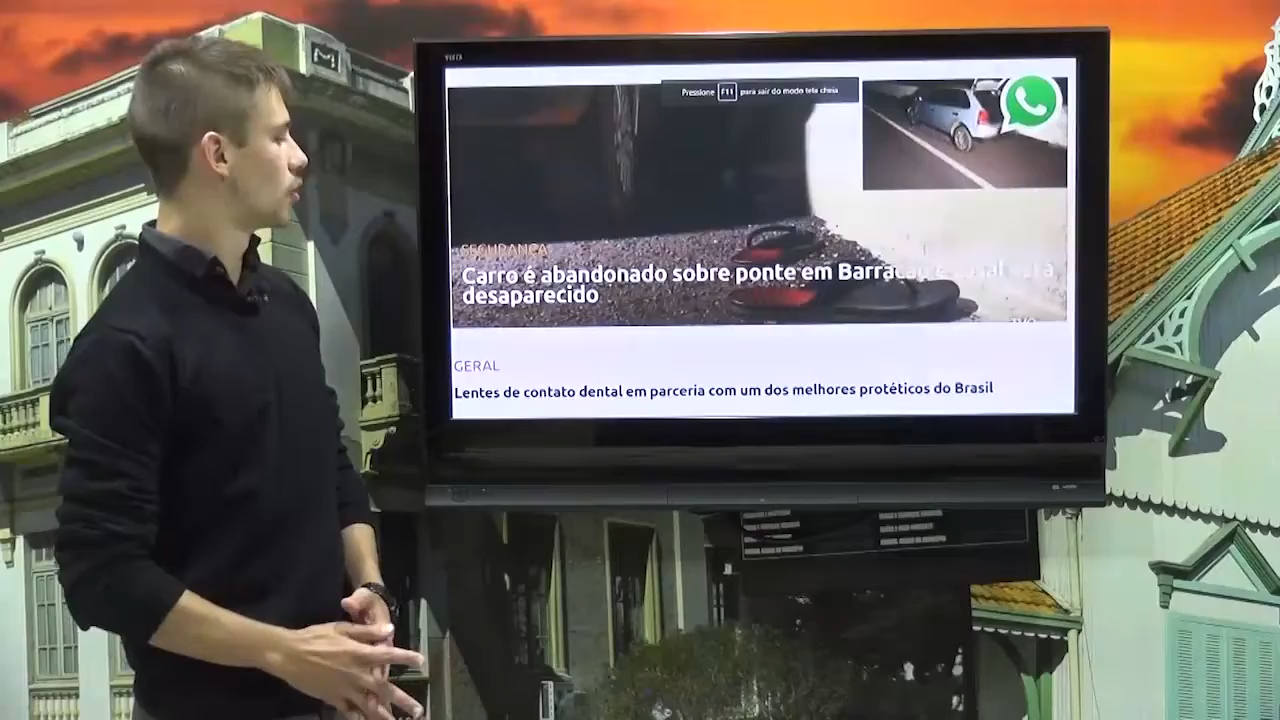 Pressione F11 para sair do modo tela cheia
SEGURANÇA
Carro é abandonado sobre ponte em Barracão e casal está
desaparecido
GERAL
Lentes de contato dental em parceria com um dos melhores protéticos do Brasil